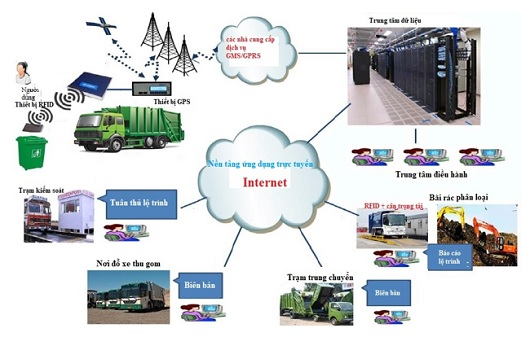 các nhà cung cấp
dịch vụ
GMS/GPRS
Trung tâm dữ liệu
Người
dùng
Thiết bị RFID
Thiết bị GPS
Nền tảng ứng dụng trực tuyến
Internet
Trung tâm điều hành
Trạm kiểm soát
Tuân thủ lộ trình
RFID + cân trọng tải
Bãi rác phân loại
Báo cáo
lộ trình
Nơi đỗ xe thu gom
Biên bản
Trạm trung chuyển
Biên bản